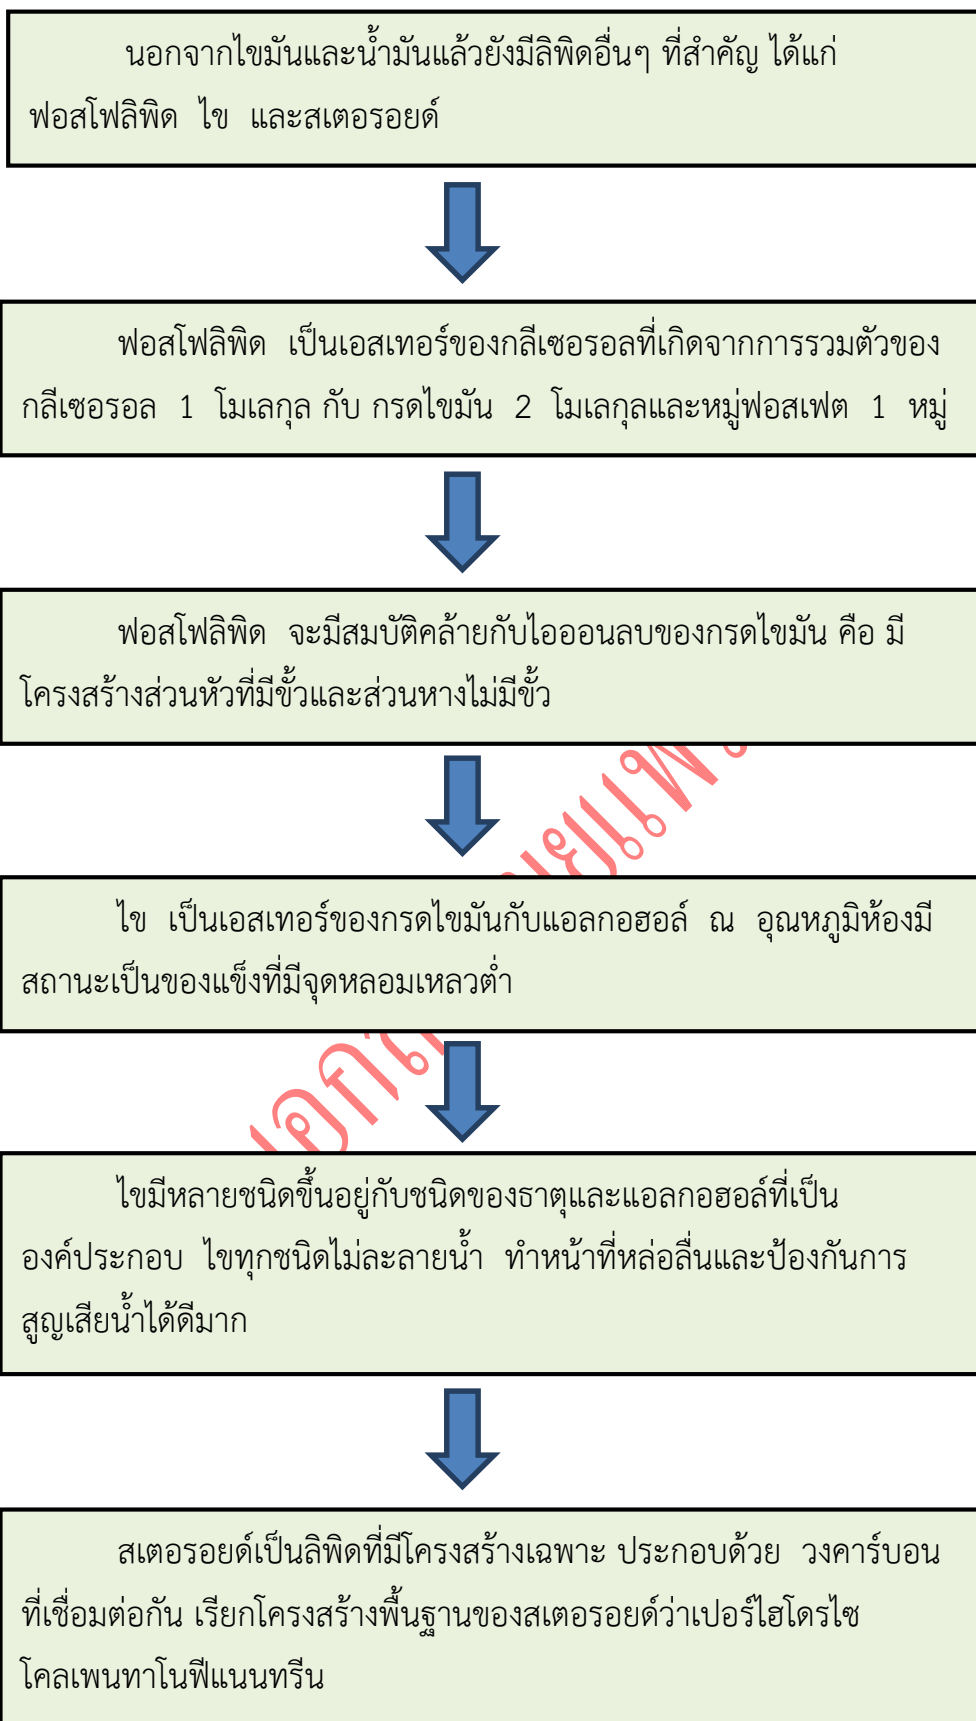 นอกจากไขมันและน้ำมันแล้วยังมีลิพิดอื่นๆ ที่สำคัญ ได้แก่
ฟอสโฟลิพิด ไข และสเตอรอยด์
ฟอสโฟลิพิด เป็นเอสเทอร์ของกลีเซอรอลที่เกิดจากการรวมตัวของ
กลีเซอรอล 1 โมเลกุล กับ กรดไขมัน 2 โมเลกุลและหมู่ฟอสเฟต 1 หมู่
ฟอสโฟลิพิด จะมีสมบัติคล้ายกับไอออนลบของกรดไขมัน คือ มี
โครงสร้างส่วนหัวที่มีขั้วและส่วนหางไม่มีขั้ว
ไข เป็นเอสเทอร์ของกรดไขมันกับแอลกอฮอล์ ณ อุณหภูมิห้องมี
สถานะเป็นของแข็งที่มีจุดหลอมเหลวต่ำ
ไขมีหลายชนิดขึ้นอยู่กับชนิดของธาตุและแอลกอฮอล์ที่เป็น
องค์ประกอบ ไขทุกชนิดไม่ละลายน้ำ ทำหน้าที่หล่อลื่นและป้องกันการ
สูญเสียน้ำได้ดีมาก
สเตอรอยด์เป็นลิพิดที่มีโครงสร้างเฉพาะ ประกอบด้วย วงคาร์บอน
ที่เชื่อมต่อกัน เรียกโครงสร้างพื้นฐานของสเตอรอยด์ว่าเปอร์ไฮโดรไซ
โคลเพนทาโนฟีแนนทรีน